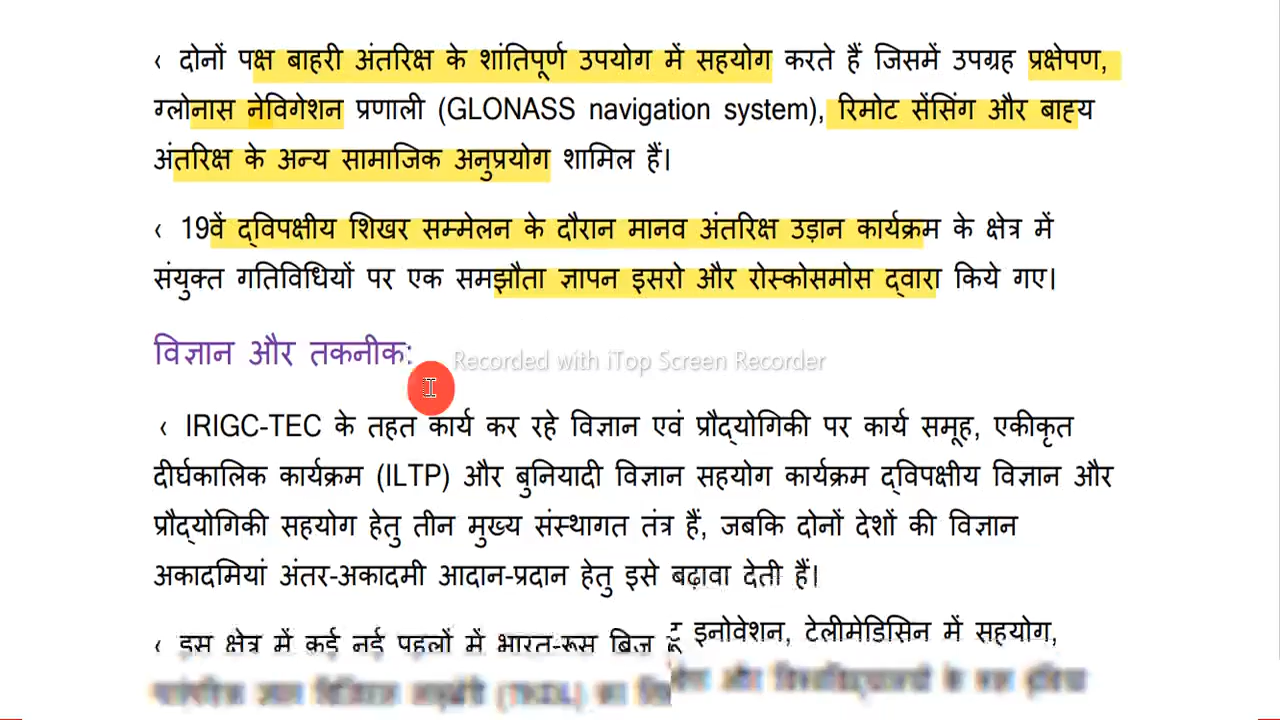 ‹ दोनों पक्ष बाहरी अंतरिक्ष के शांतिपूर्ण उपयोग में सहयोग करते हैं जिसमें उपग्रह प्रक्षेपण,
ग्लोनास नेविगेशन प्रणाली (GLONASS navigation system), रिमोट सेंसिंग और बाह्य
अंतरिक्ष के अन्य सामाजिक अनुप्रयोग शामिल हैं।
‹ 19वें द्विपक्षीय शिखर सम्मेलन के दौरान मानव अंतरिक्ष उड़ान कार्यक्रम के क्षेत्र में
संयुक्त गतिविधियों पर एक समझौता ज्ञापन इसरो और रोस्कोसमोस द्वारा किये गए।
विज्ञान और तकनीक:
Recorded with iTop Screen Recorder
‹ IRIGC-TEC के तहत कार्य कर रहे विज्ञान एवं प्रौद्योगिकी पर कार्य समूह, एकीकृत
दीर्घकालिक कार्यक्रम (ILTP) और बुनियादी विज्ञान सहयोग कार्यक्रम द्विपक्षीय विज्ञान और
प्रौद्योगिकी सहयोग हेतु तीन मुख्य संस्थागत तंत्र हैं, जबकि दोनों देशों की विज्ञान
अकादमियां अंतर-अकादमी आदान-प्रदान हेतु इसे बढ़ावा देती हैं।
‹ इस क्षेत्र में कई नई पहलों में भारत-रूस ब्रिज टू इनोवेशन, टेलीमेडिसिन में सहयोग,